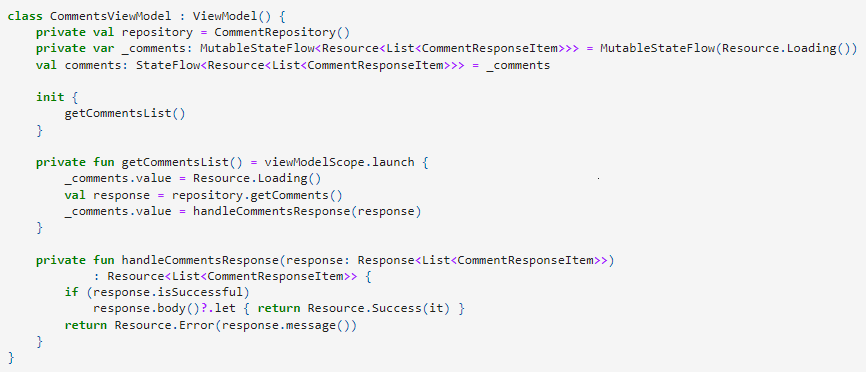 class CommentsViewModel : ViewModel() {
    private val repository = CommentRepository()
    private var _comments: MutableStateFlow<Resource<List<CommentResponseItem>>> = MutableStateFlow(Resource.Loading())
    val comments: StateFlow<Resource<List<CommentResponseItem>>> = _comments

    init {
        getCommentsList()
    }

    private fun getCommentsList() = viewModelScope.launch {
        _comments.value = Resource.Loading()
        val response = repository.getComments()
        _comments.value = handleCommentsResponse(response)
    }

    private fun handleCommentsResponse(response: Response<List<CommentResponseItem>>)
            : Resource<List<CommentResponseItem>> {
        if (response.isSuccessful)
            response.body()?.let { return Resource.Success(it) }
        return Resource.Error(response.message())
    }
}